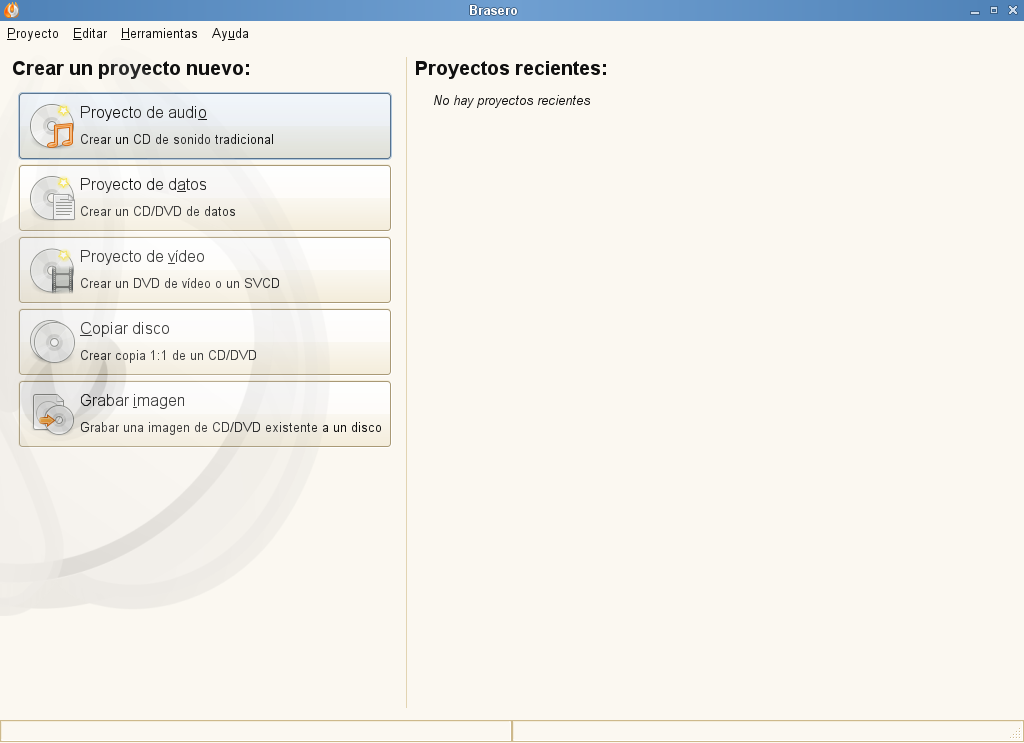 Brasero
Proyecto Editar Herramientas Ayuda
Crear un proyecto nuevo:
Proyecto de audio
Crear un CD de sonido tradicional
Proyecto de datos
Crear un CD/DVD de datos
Proyecto de vídeo
Crear un DVD de vídeo o un SVCD
Copiar disco
Crear copia 1:1 de un CD/DVD
Grabar imagen
Grabar una imagen de CD/DVD existente a un disco
Proyectos recientes:
No hay proyectos recientes